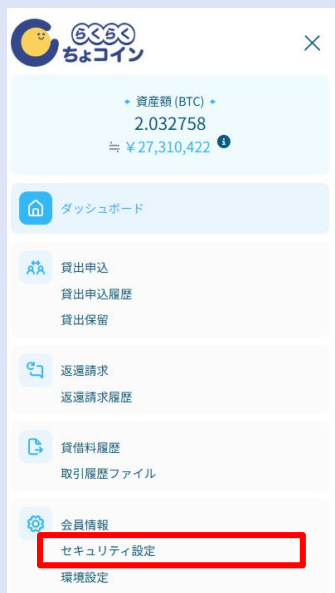 らくらく
ちょコイン
資産額 (BTC)
2.032758
≒ ¥27,310,422
ダッシュボード
貸出申込
貸出申込履歴
貸出保留
返還請求
返還請求履歴
貸借料履歴
取引履歴ファイル
会員情報
セキュリティ設定
環境設定